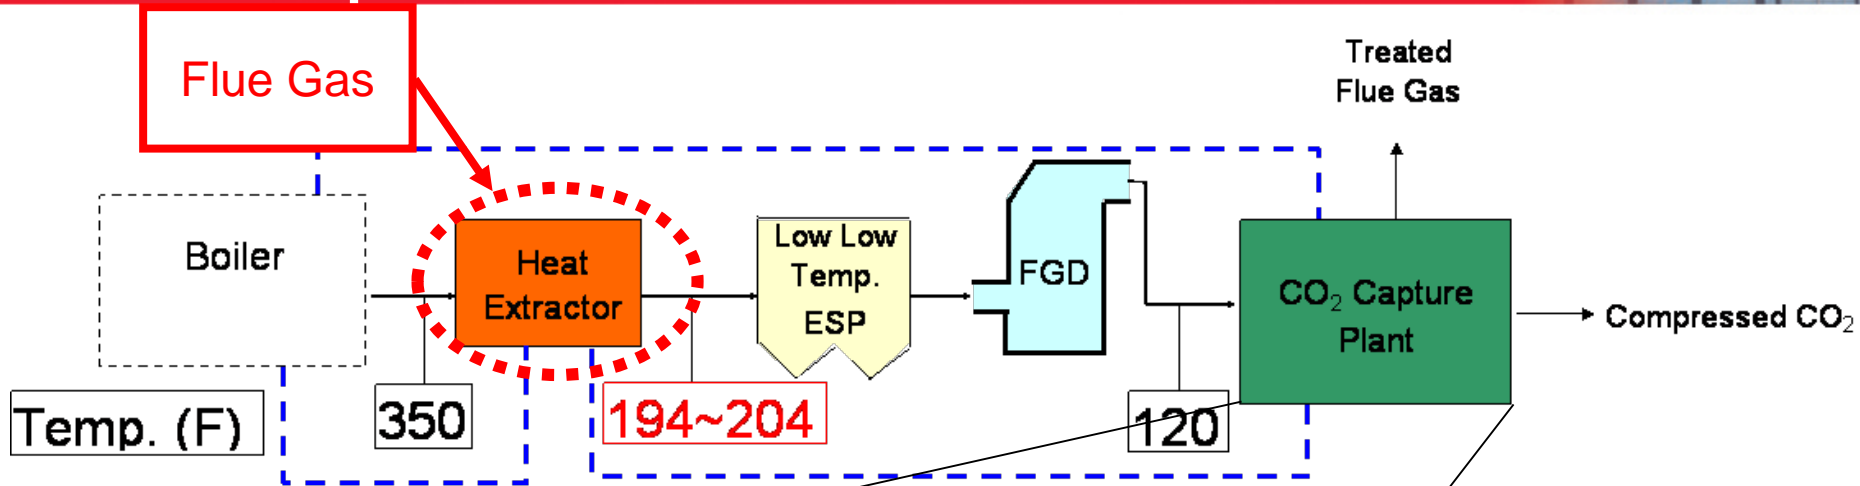 Flue Gas
Treated
Flue Gas
Boiler
Heat
Extractor
Low Low
Temp.
ESP
FGD
CO₂ Capture
Plant
Compressed CO₂
Temp. (F)
350
194~204
120